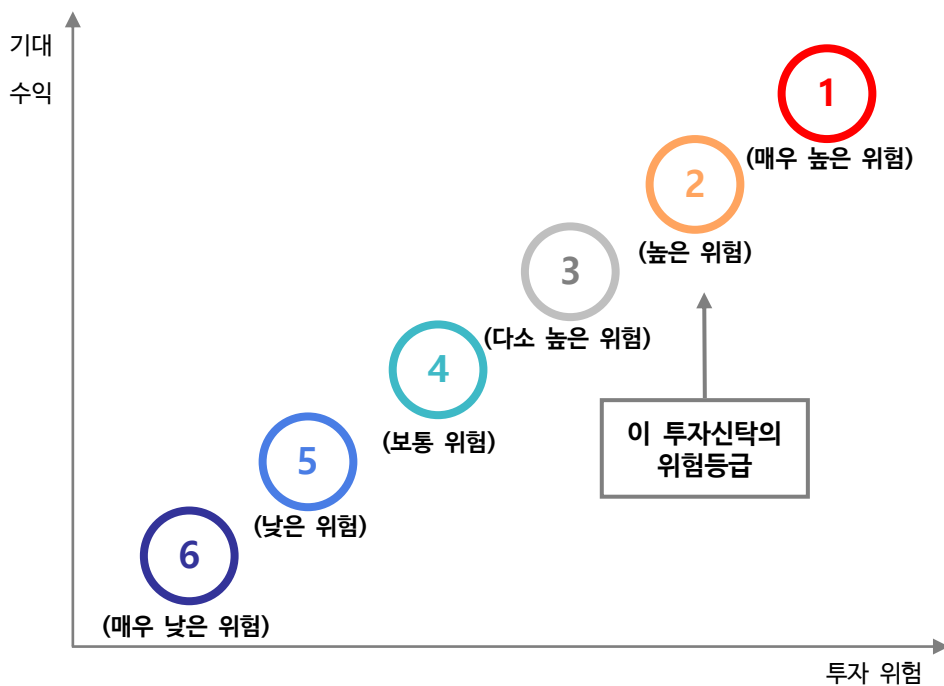 기대
수익
1
(매우 높은 위험)
2
(높은 위험)
3
(다소 높은 위험)
4
(보통 위험)
이 투자신탁의
위험등급
5
(낮은 위험)
6
(매우 낮은 위험)
투자 위험